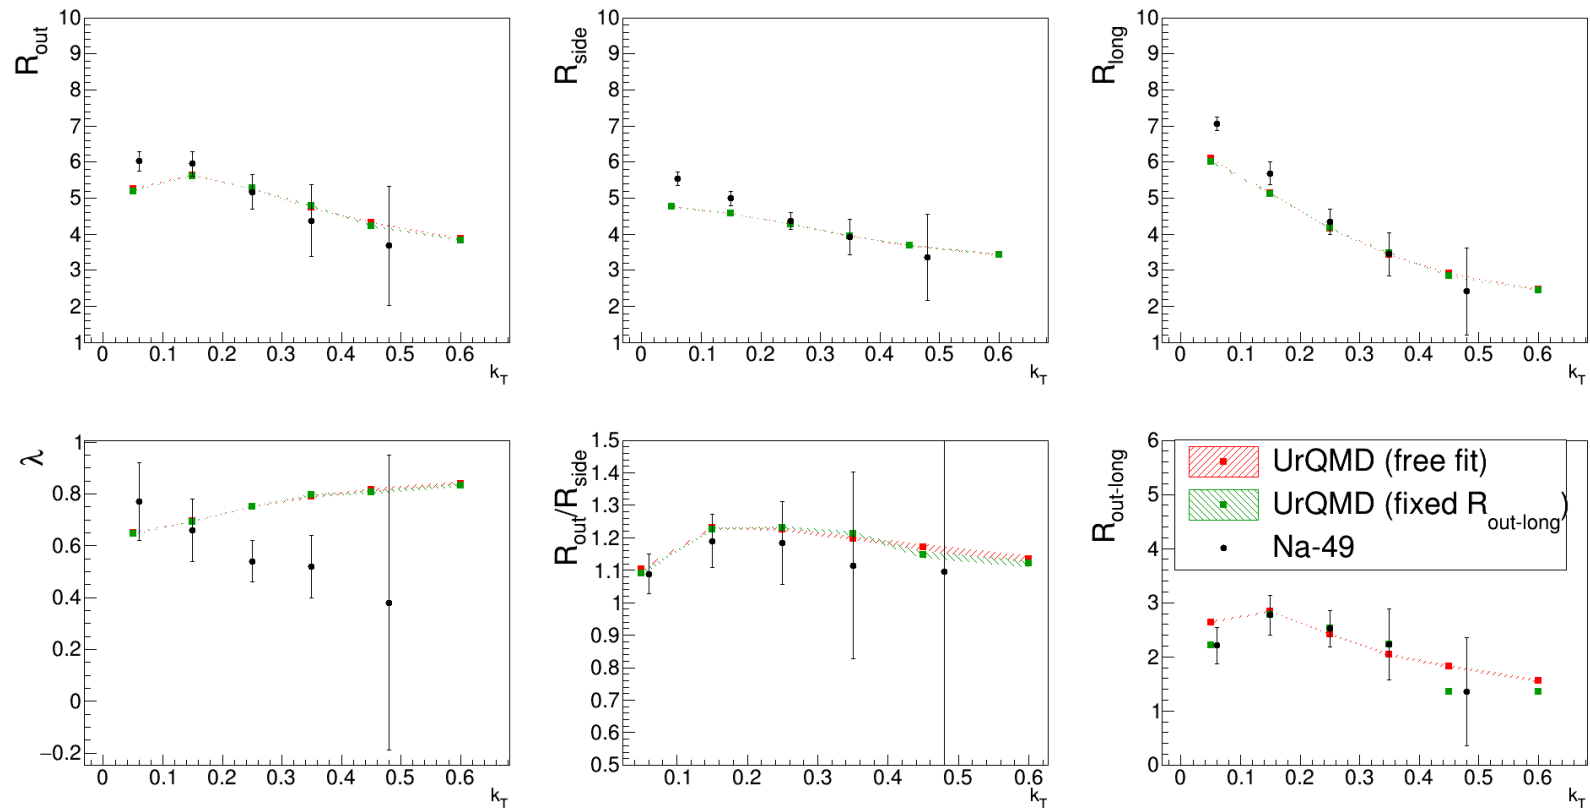 R_out
10
9
8
7
6
5
4
3
2
1
0 0.1 0.2 0.3 0.4 0.5 0.6
k_T
R_side
10
9
8
7
6
5
4
3
2
1
0 0.1 0.2 0.3 0.4 0.5 0.6
k_T
R_long
10
9
8
7
6
5
4
3
2
1
0 0.1 0.2 0.3 0.4 0.5 0.6
k_T
λ
1
0.8
0.6
0.4
0.2
0
−0.2
0 0.1 0.2 0.3 0.4 0.5 0.6
k_T
R_out/R_side
1.5
1.4
1.3
1.2
1.1
1
0.9
0.8
0.7
0.6
0.5
0.1 0.2 0.3 0.4 0.5 0.6
k_T
R_out-long
6
5
4
3
2
1
0
0 0.1 0.2 0.3 0.4 0.5 0.6
k_T
UrQMD (free fit)
UrQMD (fixed R_out-long)
Na-49